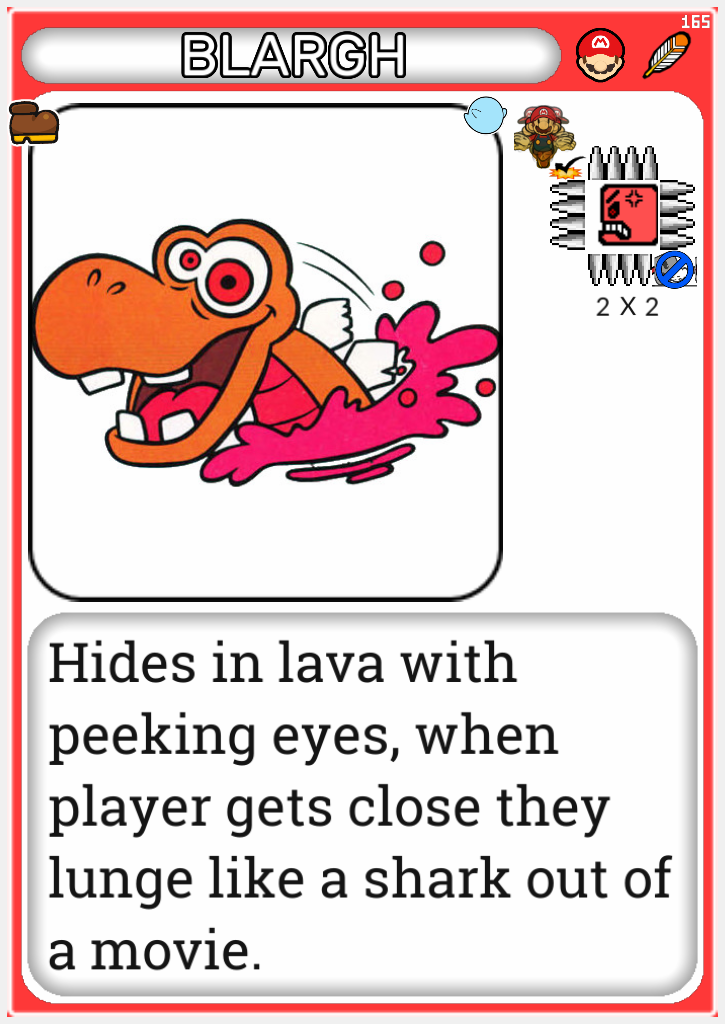 165
BLARGH
2 X 2
Hides in lava with
peeking eyes, when
player gets close they
lunge like a shark out of
a movie.